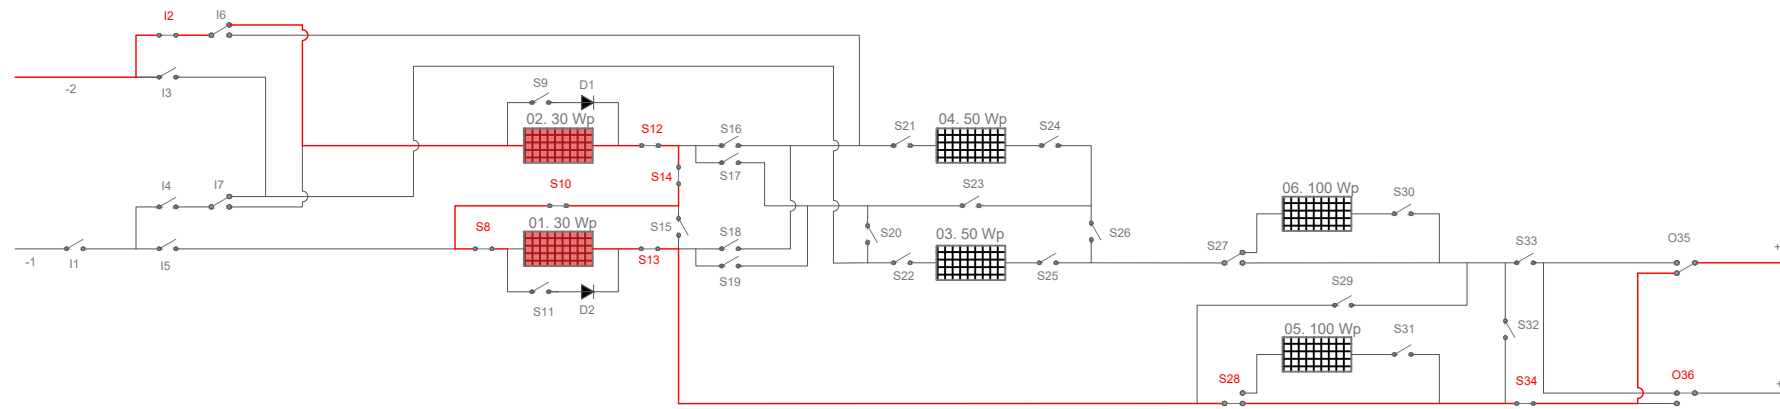 I2
I6
-2
I3
S9
D1
02. 30 Wp
S12
S16
S21
04. 50 Wp
S24
S17
S14
I4
I7
S10
S23
06. 100 Wp
S30
S8
01. 30 Wp
S15
S18
S20
03. 50 Wp
S26
S27
S33
O35
+
-1
I1
I5
S13
S19
S22
S25
S11
D2
S29
S32
05. 100 Wp
S31
S28
S34
O36
+